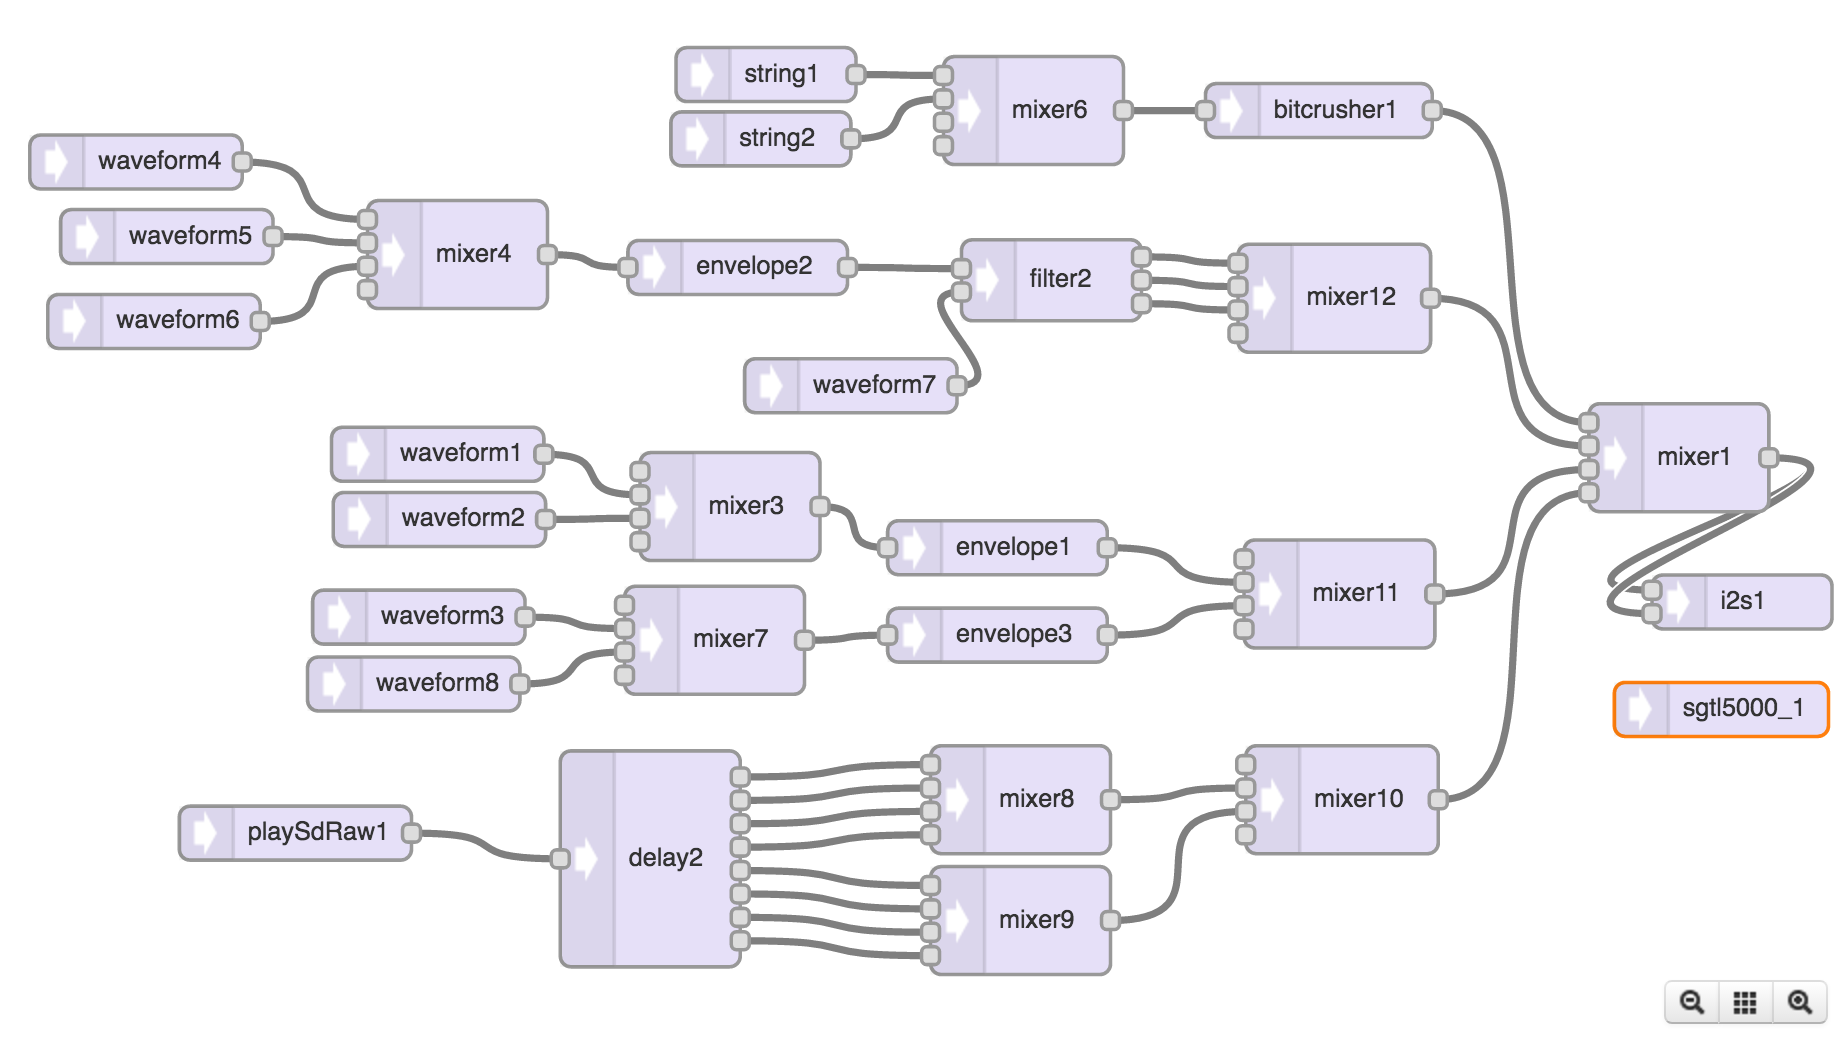 string1
mixer6
bitcrusher1
string2
waveform4
waveform5
mixer4
envelope2
filter2
mixer12
waveform6
waveform7
waveform1
mixer1
waveform2
mixer3
envelope1
mixer11
i2s1
waveform3
mixer7
envelope3
waveform8
sgtl5000_1
playSdRaw1
delay2
mixer8
mixer10
mixer9